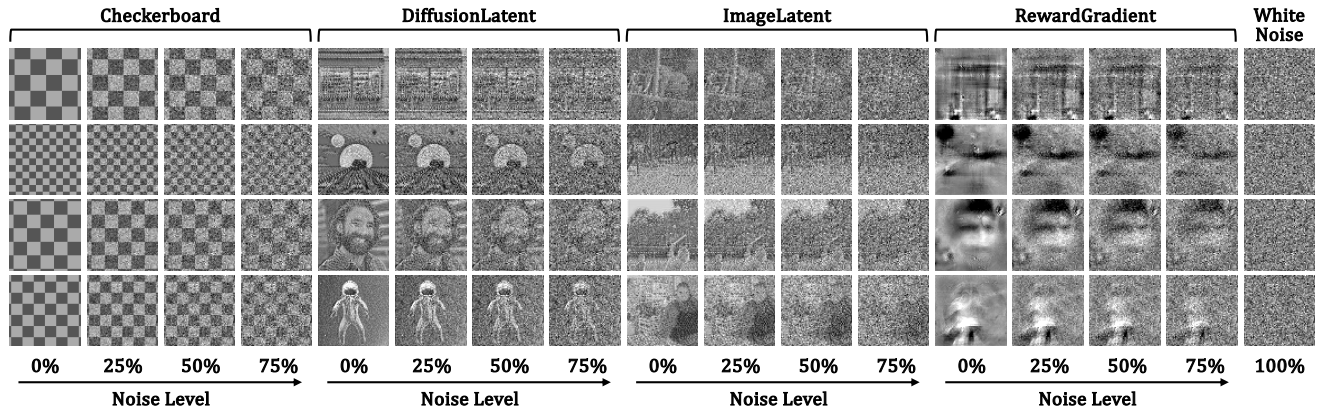 Checkerboard DiffusionLatent ImageLatent RewardGradient White
Noise
0% 25% 50% 75% 0% 25% 50% 75% 0% 25% 50% 75% 0% 25% 50% 75% 100%
Noise Level Noise Level Noise Level Noise Level